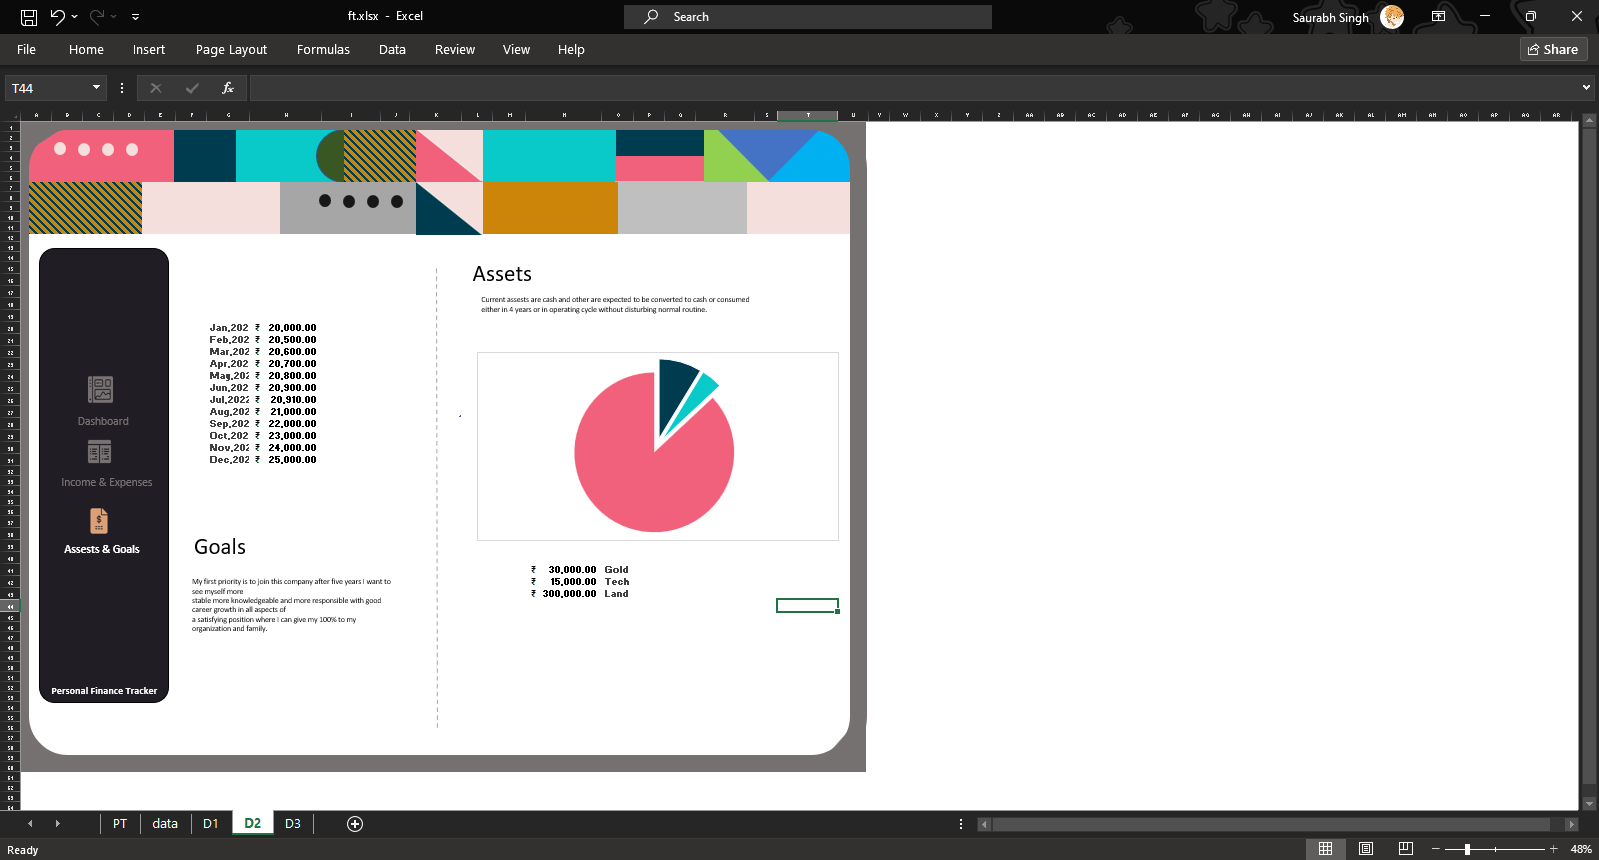 ft.xlsx - Excel
Search
Saurabh Singh
File Home Insert Page Layout Formulas Data Review View Help
Share
T44
fx
Assets
Current assests are cash and other are expected to be converted to cash or consumed
either in 4 years or in operating cycle without disturbing normal routine.
Jan,202 ₹ 20,000.00
Feb,202 ₹ 20,500.00
Mar,202 ₹ 20,600.00
Apr,202 ₹ 20,700.00
May,202 ₹ 20,800.00
Jun,202 ₹ 20,900.00
Jul,2022 ₹ 20,910.00
Aug,202 ₹ 21,000.00
Sep,202 ₹ 22,000.00
Oct,202 ₹ 23,000.00
Nov,202 ₹ 24,000.00
Dec,202 ₹ 25,000.00
Dashboard
Income & Expenses
Assests & Goals
Personal Finance Tracker
Goals
My first priority is to join this company after five years I want to
see myself more
stable more knowledgeable and more responsible with good
career growth in all aspects of
a satisfying position where I can give my 100% to my
organization and family.
₹ 30,000.00 Gold
₹ 15,000.00 Tech
₹ 300,000.00 Land
PT data D1 D2 D3
Ready
48%